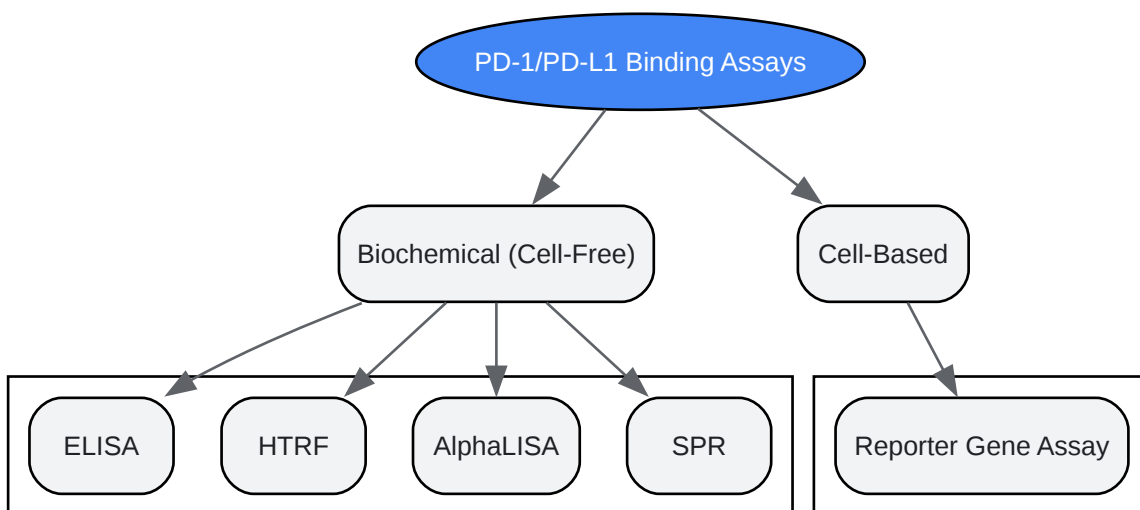 PD-1/PD-L1 Binding Assays
Biochemical (Cell-Free)
Cell-Based
ELISA
HTRF
AlphaLISA
SPR
Reporter Gene Assay